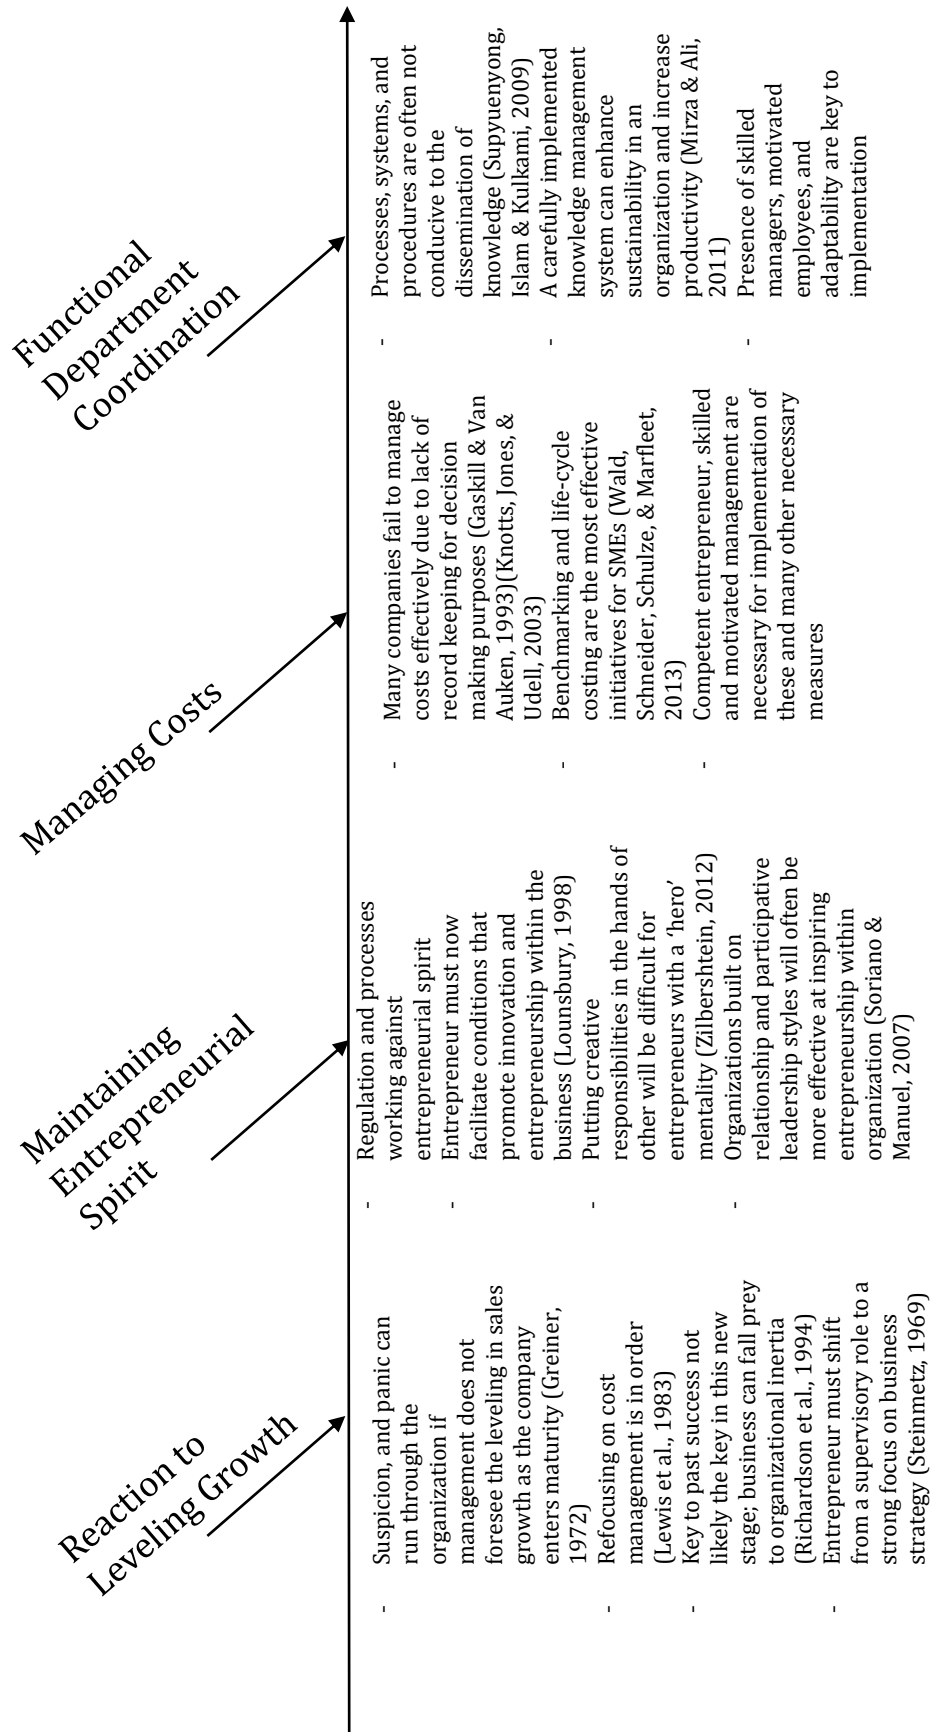 Reaction to
Leveling Growth
- Suspicion, and panic can
run through the
organization if
management does not
foresee the leveling in sales
growth as the company
enters maturity (Greiner,
1972)
- Refocusing on cost
management is in order
(Lewis et al., 1983)
- Key to past success not
likely the key in this new
stage; business can fall prey
to organizational inertia
(Richardson et al., 1994)
- Entrepreneur must shift
from a supervisory role to a
strong focus on business
strategy (Steinmetz, 1969)
Maintaining
Entrepreneurial
Spirit
- Regulation and processes
working against
entrepreneurial spirit
- Entrepreneur must now
facilitate conditions that
promote innovation and
entrepreneurship within the
business (Lounsbury, 1998)
- Putting creative
responsibilities in the hands of
other will be difficult for
entrepreneurs with a ‘hero’
mentality (Zilbershtein, 2012)
- Organizations built on
relationship and participative
leadership styles will often be
more effective at inspiring
entrepreneurship within
organization (Soriano &
Manuel, 2007)
Managing Costs
- Many companies fail to manage
costs effectively due to lack of
record keeping for decision
making purposes (Gaskill & Van
Auken, 1993)(Knotts, Jones, &
Udell, 2003)
- Benchmarking and life-cycle
costing are the most effective
initiatives for SMEs (Wald,
Schneider, Schulze, & Marfleet,
2013)
- Competent entrepreneur, skilled
and motivated management are
necessary for implementation of
these and many other necessary
measures
Functional
Department
Coordination
- Processes, systems, and
procedures are often not
conducive to the
dissemination of
knowledge (Supyuenyong,
Islam & Kulkami, 2009)
- A carefully implemented
knowledge management
system can enhance
sustainability in an
organization and increase
productivity (Mirza & Ali,
2011)
- Presence of skilled
managers, motivated
employees, and
adaptability are key to
implementation